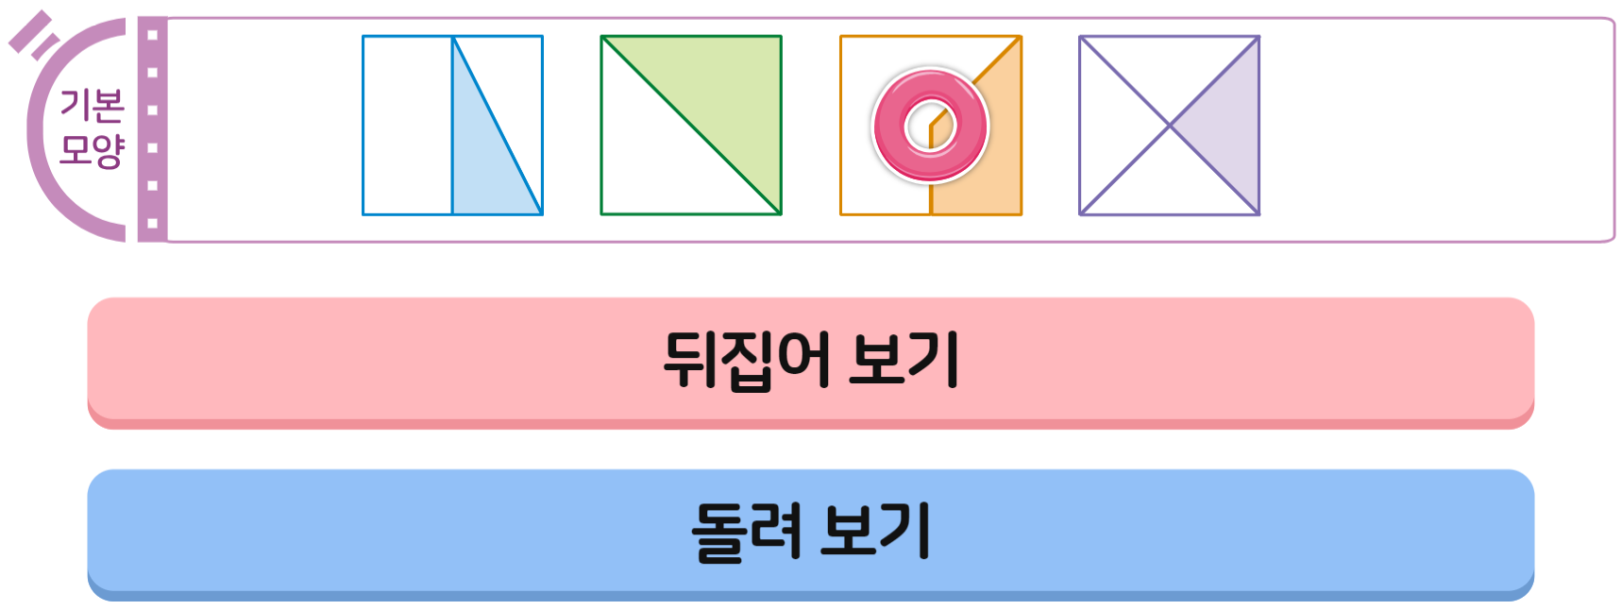 기본
모양
뒤집어 보기
돌려 보기